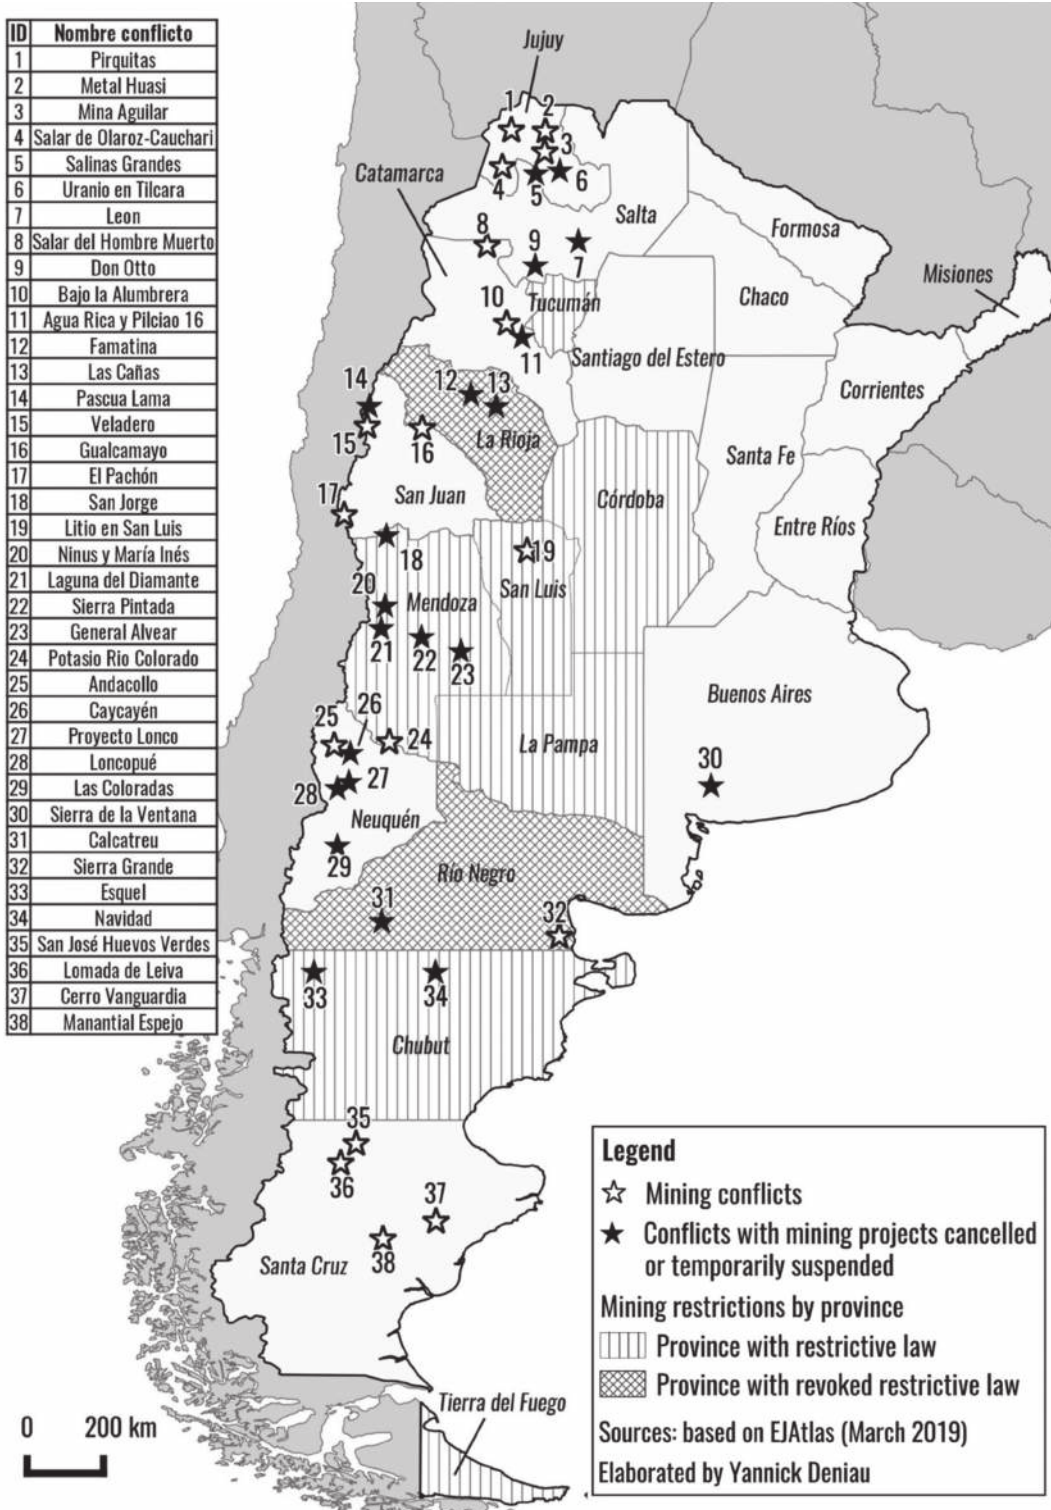 ID Nombre conflicto
1 Pirquitas
2 Metal Huasi
3 Mina Aguilar
4 Salar de Olaroz-Cauchari
5 Salinas Grandes
6 Uranio en Tilcara
7 Leon
8 Salar del Hombre Muerto
9 Don Otto
10 Bajo la Alumbrera
11 Agua Rica y Pilciao 16
12 Famatina
13 Las Cañas
14 Pascua Lama
15 Veladero
16 Gualcamayo
17 El Pachón
18 San Jorge
19 Litio en San Luis
20 Ninus y María Inés
21 Laguna del Diamante
22 Sierra Pintada
23 General Alvear
24 Potasio Rio Colorado
25 Andacollo
26 Caycayén
27 Proyecto Lonco
28 Loncopué
29 Las Coloradas
30 Sierra de la Ventana
31 Calcatreu
32 Sierra Grande
33 Esquel
34 Navidad
35 San José Huevos Verdes
36 Lomada de Leiva
37 Cerro Vanguardia
38 Manantial Espejo
Jujuy
1
2
3
Catamarca
4
5
6
Salta
Formosa
8
9
7
Misiones
Chaco
10
Tucumán
11
Santiago del Estero
Corrientes
14
12
13
15
16
La Rioja
Santa Fe
San Juan
Córdoba
17
Entre Ríos
18
19
20
Mendoza
San Luis
21
22
23
Buenos Aires
26
25
24
La Pampa
30
27
28
Neuquén
29
Río Negro
31
32
33
34
Chubut
35
36
37
38
Santa Cruz
Tierra del Fuego
0 200 km
Legend
Mining conflicts
Conflicts with mining projects cancelled
or temporarily suspended
Mining restrictions by province
Province with restrictive law
Province with revoked restrictive law
Sources: based on EJAtlas (March 2019)
Elaborated by Yannick Deniau